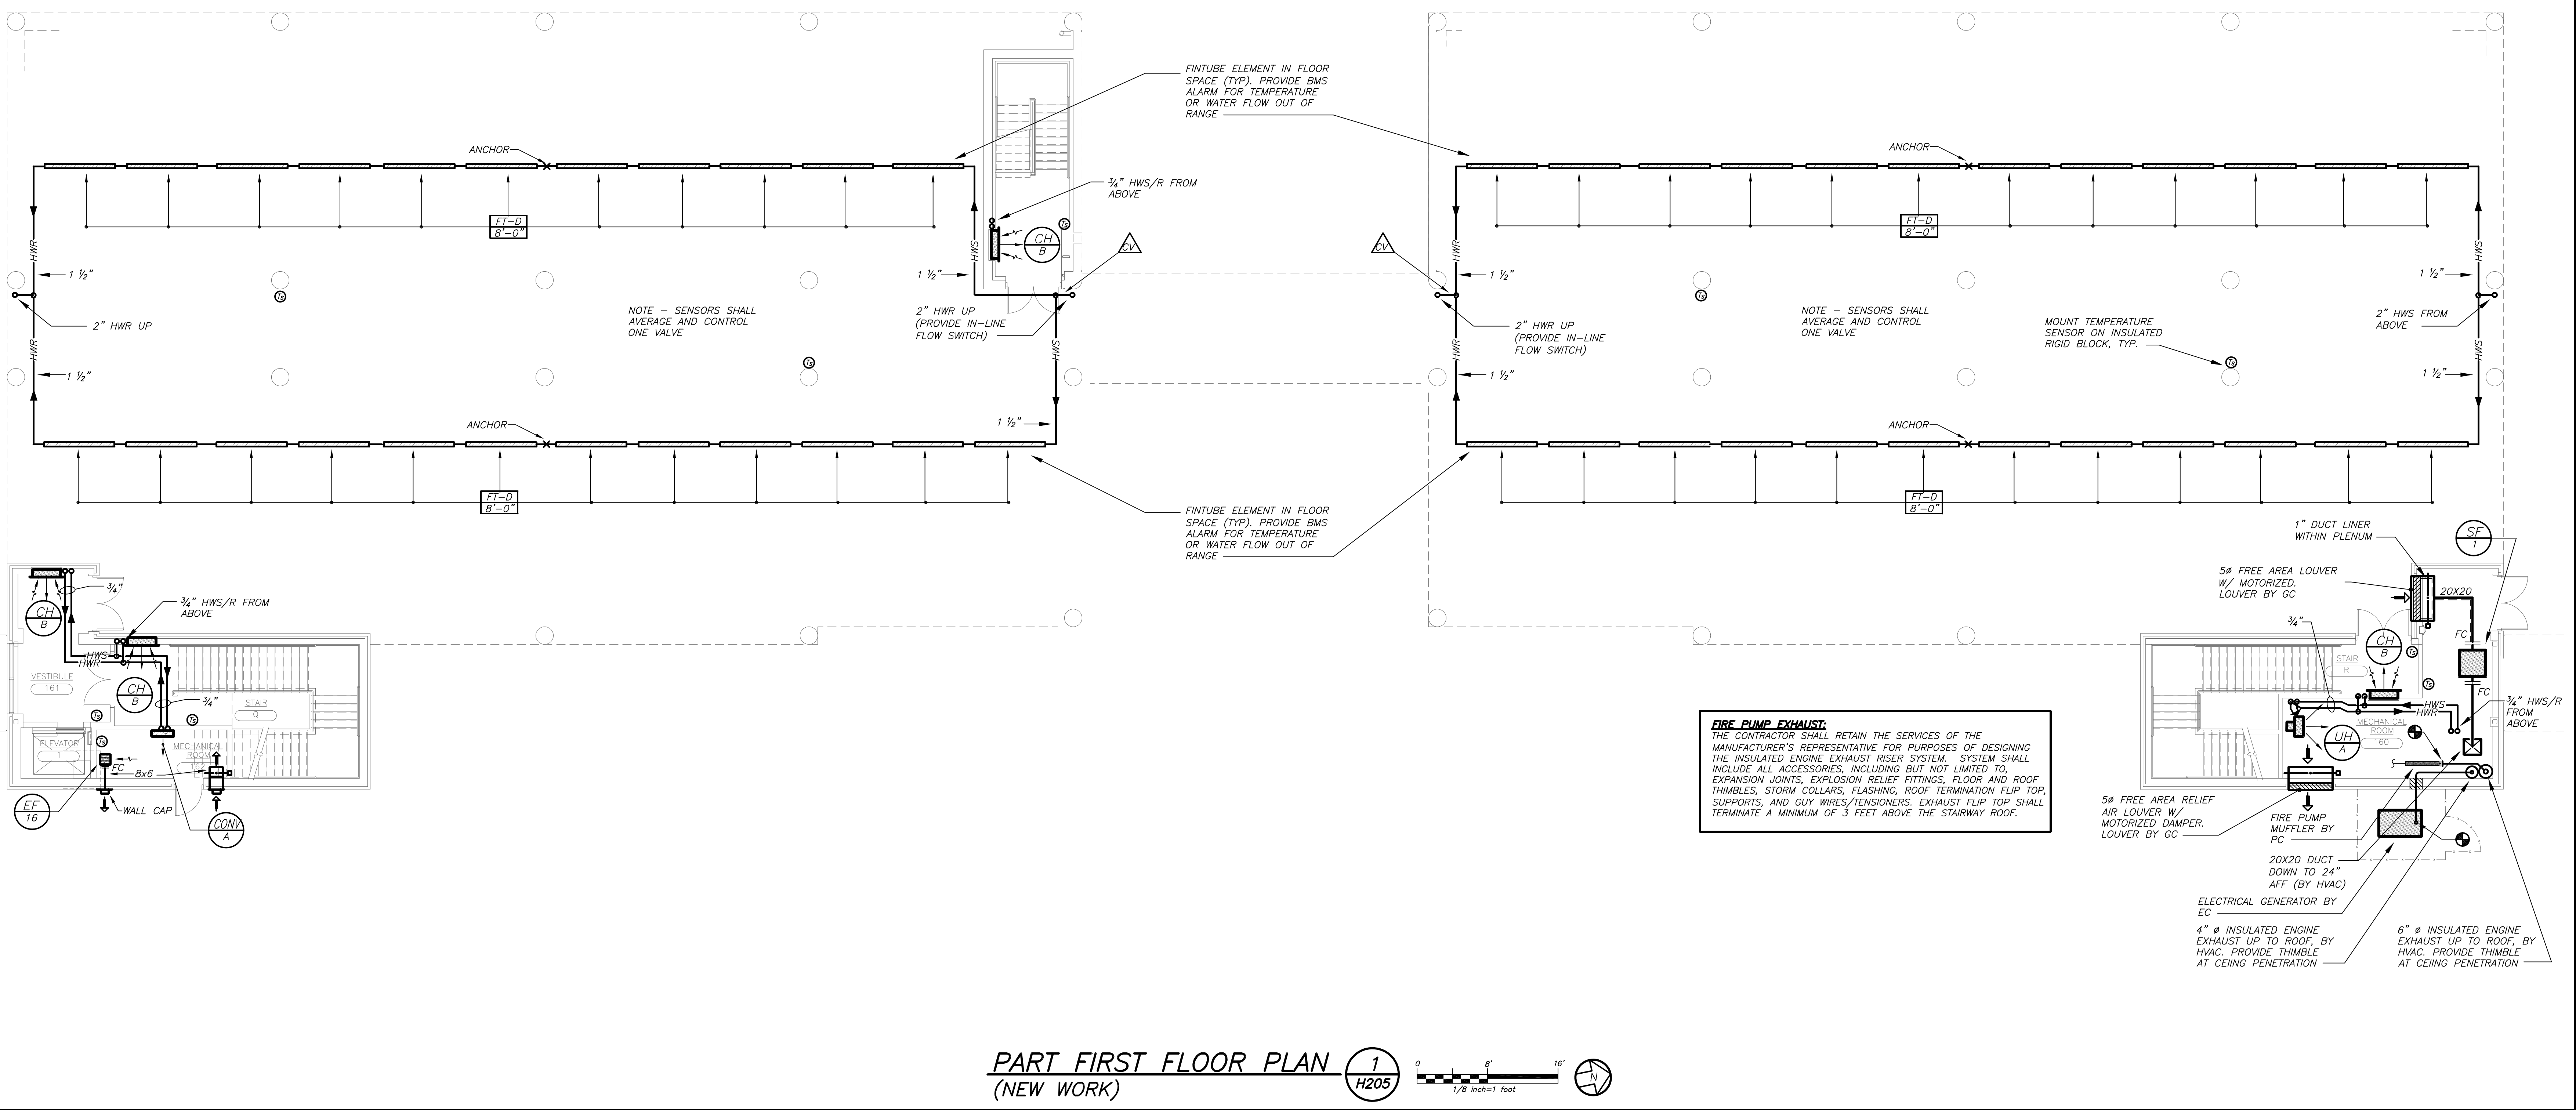 FINTUBE ELEMENT IN FLOOR
SPACE (TYP). PROVIDE BMS
ALARM FOR TEMPERATURE
OR WATER FLOW OUT OF
RANGE
ANCHOR
ANCHOR
¾" HWS/R FROM
ABOVE
FT-D
8'-0"
FT-D
8'-0"
Ts
CH
B
CV
CV
HWR
HWS
HWR
HWS
1 ½"
1 ½"
1 ½"
1 ½"
Ts
Ts
2" HWR UP
NOTE – SENSORS SHALL
AVERAGE AND CONTROL
ONE VALVE
2" HWR UP
(PROVIDE IN-LINE
FLOW SWITCH)
2" HWR UP
(PROVIDE IN-LINE
FLOW SWITCH)
NOTE – SENSORS SHALL
AVERAGE AND CONTROL
ONE VALVE
MOUNT TEMPERATURE
SENSOR ON INSULATED
RIGID BLOCK, TYP.
2" HWS FROM
ABOVE
HWR
HWS
HWR
HWS
Ts
Ts
1 ½"
1 ½"
1 ½"
1 ½"
ANCHOR
ANCHOR
FT-D
8'-0"
FT-D
8'-0"
FINTUBE ELEMENT IN FLOOR
SPACE (TYP). PROVIDE BMS
ALARM FOR TEMPERATURE
OR WATER FLOW OUT OF
RANGE
¾"
CH
B
¾" HWS/R FROM
ABOVE
HWS
HWR
VESTIBULE
161
CH
B
¾"
STAIR
Q
Ts
Ts
Ts
ELEVATOR
1
MECHANICAL
ROOM
FC
8x6
WALL CAP
EF
16
CONV
A
1" DUCT LINER
WITHIN PLENUM
SF
1
5ø FREE AREA LOUVER
W/ MOTORIZED.
LOUVER BY GC
20X20
FC
¾"
CH
B
Ts
STAIR
R
Ts
FC
¾" HWS/R
FROM
ABOVE
HWS
HWR
MECHANICAL
ROOM
160
UH
A
FIRE PUMP EXHAUST:
THE CONTRACTOR SHALL RETAIN THE SERVICES OF THE
MANUFACTURER'S REPRESENTATIVE FOR PURPOSES OF DESIGNING
THE INSULATED ENGINE EXHAUST RISER SYSTEM. SYSTEM SHALL
INCLUDE ALL ACCESSORIES, INCLUDING BUT NOT LIMITED TO,
EXPANSION JOINTS, EXPLOSION RELIEF FITTINGS, FLOOR AND ROOF
THIMBLES, STORM COLLARS, FLASHING, ROOF TERMINATION FLIP TOP,
SUPPORTS, AND GUY WIRES/TENSIONERS. EXHAUST FLIP TOP SHALL
TERMINATE A MINIMUM OF 3 FEET ABOVE THE STAIRWAY ROOF.
5ø FREE AREA RELIEF
AIR LOUVER W/
MOTORIZED DAMPER.
LOUVER BY GC
FIRE PUMP
MUFFLER BY
PC
20X20 DUCT
DOWN TO 24"
AFF (BY HVAC)
ELECTRICAL GENERATOR BY
EC
4" ø INSULATED ENGINE
EXHAUST UP TO ROOF, BY
HVAC. PROVIDE THIMBLE
AT CEIING PENETRATION
6" ø INSULATED ENGINE
EXHAUST UP TO ROOF, BY
HVAC. PROVIDE THIMBLE
AT CEIING PENETRATION
PART FIRST FLOOR PLAN
(NEW WORK)
1
H205
0 8' 16'
1/8 inch=1 foot
N